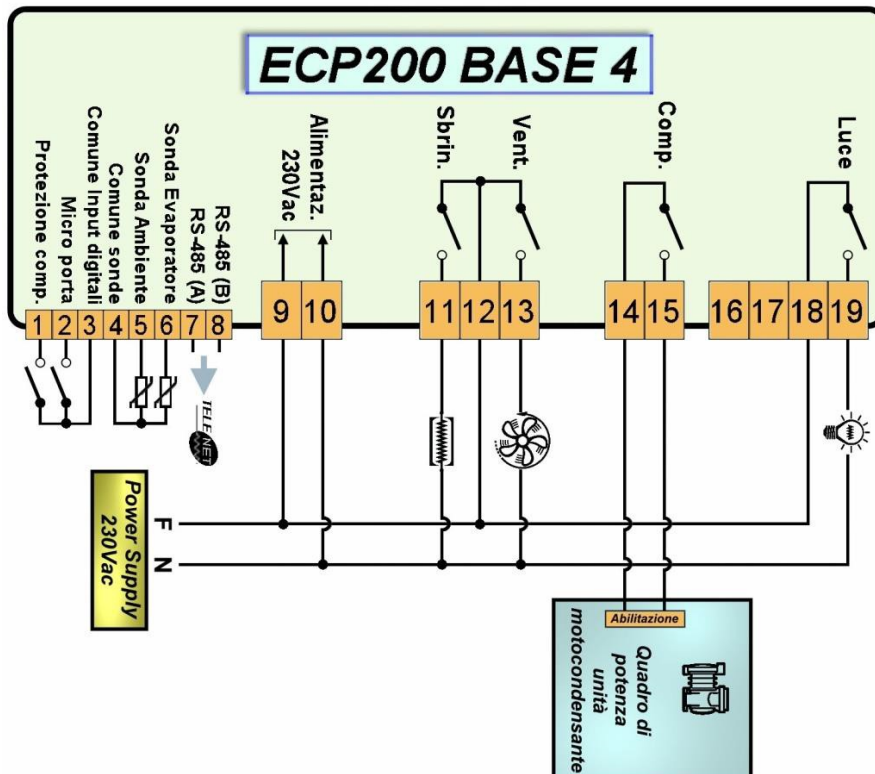 ECP200 BASE 4
Protezione comp.
Micro porta
Comune Input digitali
Comune sonde
Sonda Ambiente
Sonda Evaporatore
RS-485 (A)
RS-485 (B)
Alimentaz.
230Vac
Sbrin.
Vent.
Comp.
Luce
1 2 3 4 5 6 7 8
9 10
11 12 13
14 15
16 17 18 19
TELENET
Power Supply
230Vac
F
N
Abilitazione
Quadro di
potenza
unità
motocondensante